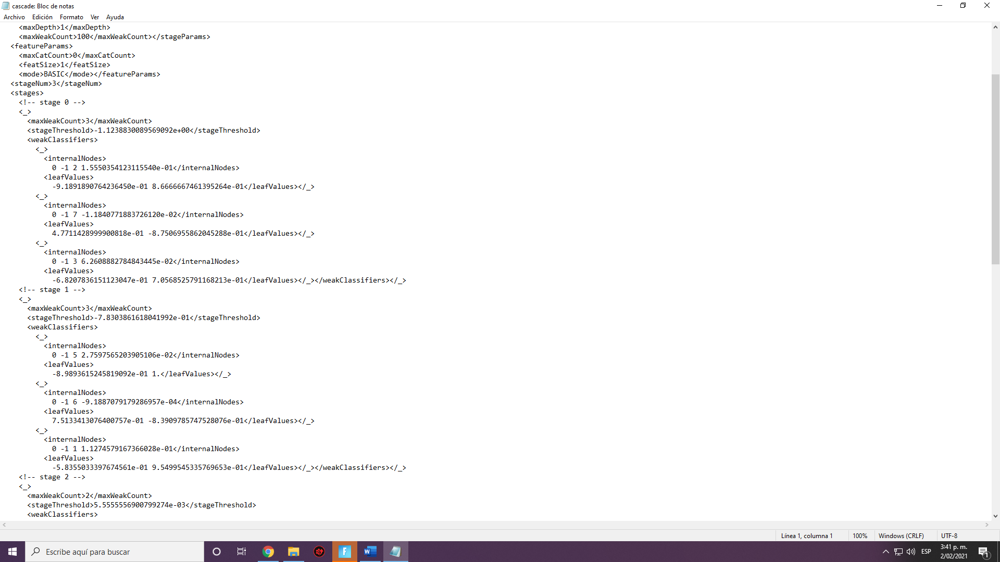 cascade: Bloc de notas
Archivo Edición Formato Ver Ayuda
<maxDepth>1</maxDepth>
<maxWeakCount>100</maxWeakCount></stageParams>
<featureParams>
<maxCatCount>0</maxCatCount>
<featSize>1</featSize>
<mode>BASIC</mode></featureParams>
<stageNum>3</stageNum>
<stages>
<!-- stage 0 -->
<_>
<maxWeakCount>3</maxWeakCount>
<stageThreshold>-1.1238830089569092e+00</stageThreshold>
<weakClassifiers>
<_>
<internalNodes>
0 -1 2 1.5550354123115540e-01</internalNodes>
<leafValues>
-9.1891890764236450e-01 8.6666667461395264e-01</leafValues></_>
<_>
<internalNodes>
0 -1 7 -1.1840771883726120e-02</internalNodes>
<leafValues>
4.7711428999900818e-01 -8.7506955862045288e-01</leafValues></_>
<_>
<internalNodes>
0 -1 3 6.2608882784843445e-02</internalNodes>
<leafValues>
-6.8207836151123047e-01 7.0568525791168213e-01</leafValues></_></weakClassifiers></_>
<!-- stage 1 -->
<_>
<maxWeakCount>3</maxWeakCount>
<stageThreshold>-7.8303861618041992e-01</stageThreshold>
<weakClassifiers>
<_>
<internalNodes>
0 -1 5 2.7597565203905106e-02</internalNodes>
<leafValues>
-8.9893615245819092e-01 1.</leafValues></_>
<_>
<internalNodes>
0 -1 6 -9.1887079179286957e-04</internalNodes>
<leafValues>
7.5133413076400757e-01 -8.3909785747528076e-01</leafValues></_>
<_>
<internalNodes>
0 -1 1 1.1274579167366028e-01</internalNodes>
<leafValues>
-5.8355033397674561e-01 9.5499545335769653e-01</leafValues></_></weakClassifiers></_>
<!-- stage 2 -->
<_>
<maxWeakCount>2</maxWeakCount>
<stageThreshold>5.5555556900799274e-03</stageThreshold>
<weakClassifiers>
Línea 1, columna 1 100% Windows (CRLF) UTF-8
Escribe aquí para buscar
ESP
3:41 p. m.
2/02/2021
1